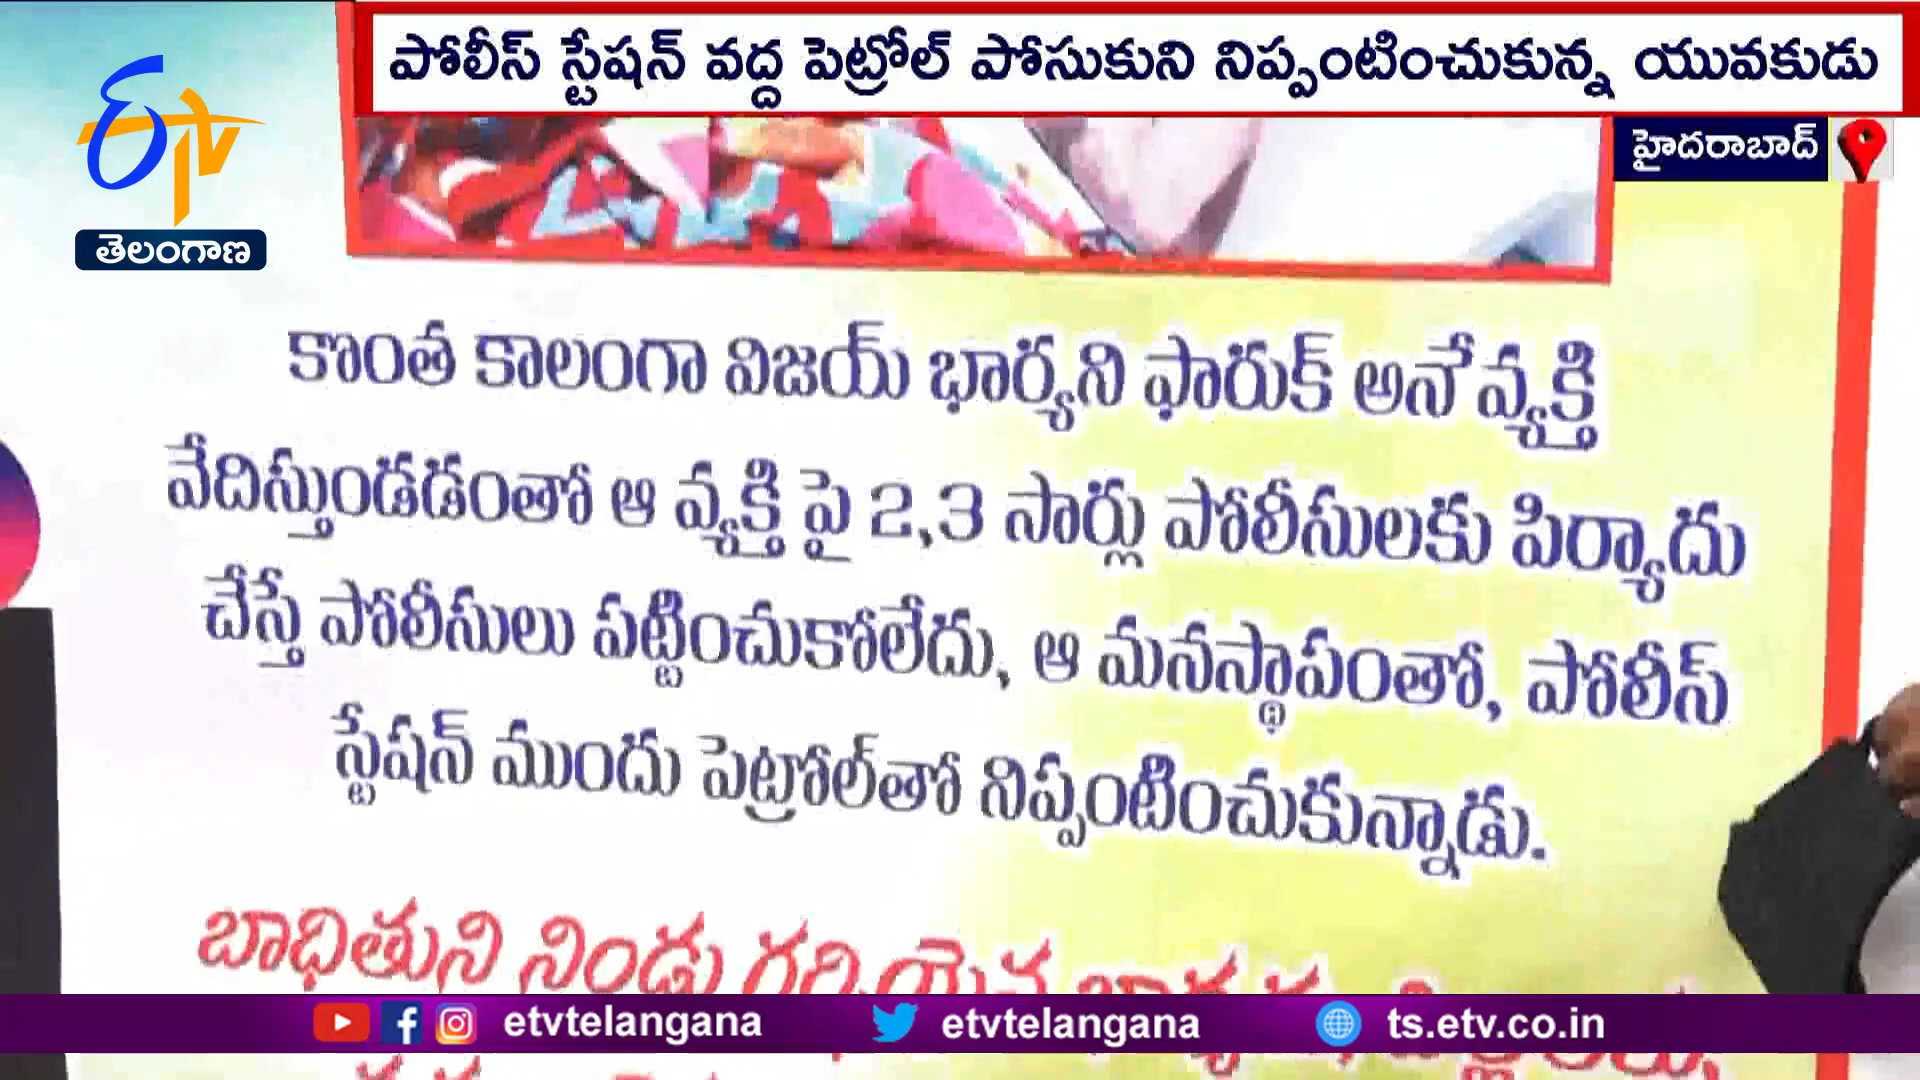 పోలీస్ స్టేషన్ వద్ద పెట్రోల్ పోసుకుని నిప్పంటించుకున్న యువకుడు
హైదరాబాద్
ETV
తెలంగాణ
కొంత కాలంగా విజయ్ భార్యని ఫారుక్ అనేవ్యక్తి
వేదిస్తుండడంతో ఆ వ్యక్తి పై 2,3 సార్లు పోలీసులకు పిర్యాదు
చేస్తే పోలీసులు పట్టించుకోలేదు, ఆ మనస్థాపంతో, పోలీస్
స్టేషన్ ముందు పెట్రోల్‌తో నిప్పంటించుకున్నాడు.
బాధితుని నిండు
etvtelangana etvtelangana ts.etv.co.in